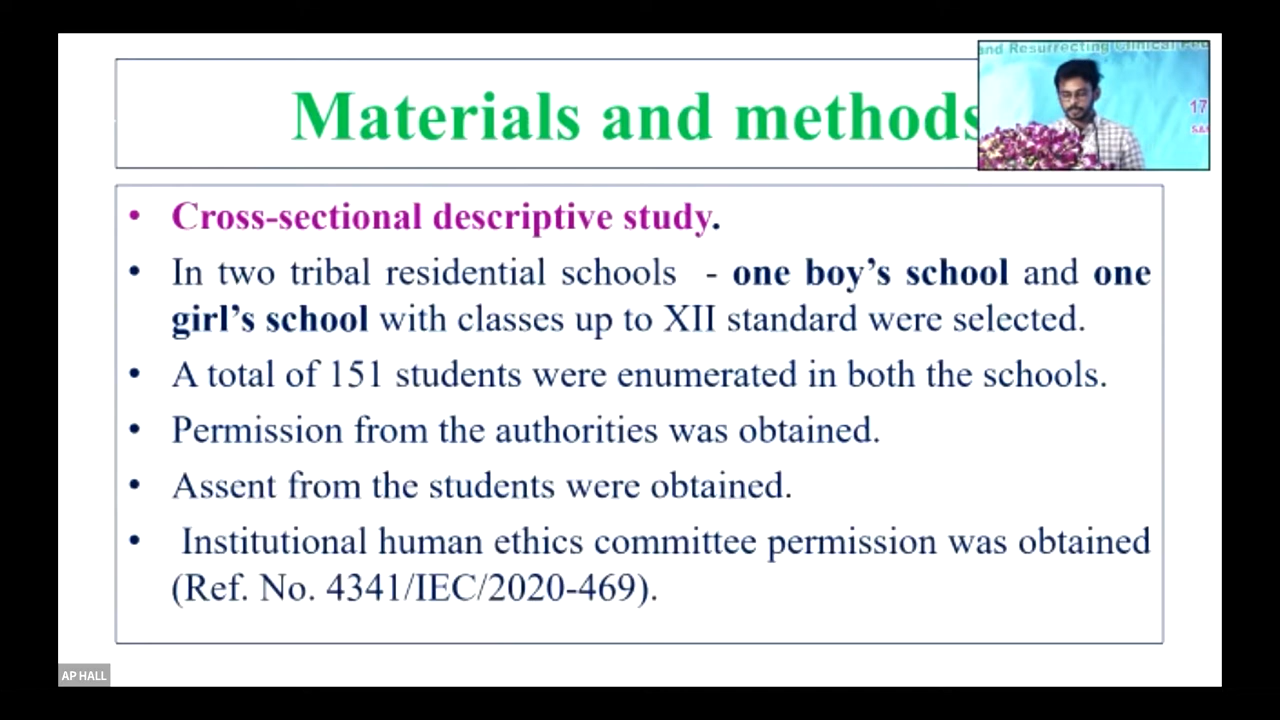 and Resurrecting Clinical
17
Materials and methods
• Cross-sectional descriptive study.
• In two tribal residential schools - one boy’s school and one
girl’s school with classes up to XII standard were selected.
• A total of 151 students were enumerated in both the schools.
• Permission from the authorities was obtained.
• Assent from the students were obtained.
• Institutional human ethics committee permission was obtained
(Ref. No. 4341/IEC/2020-469).
AP HALL